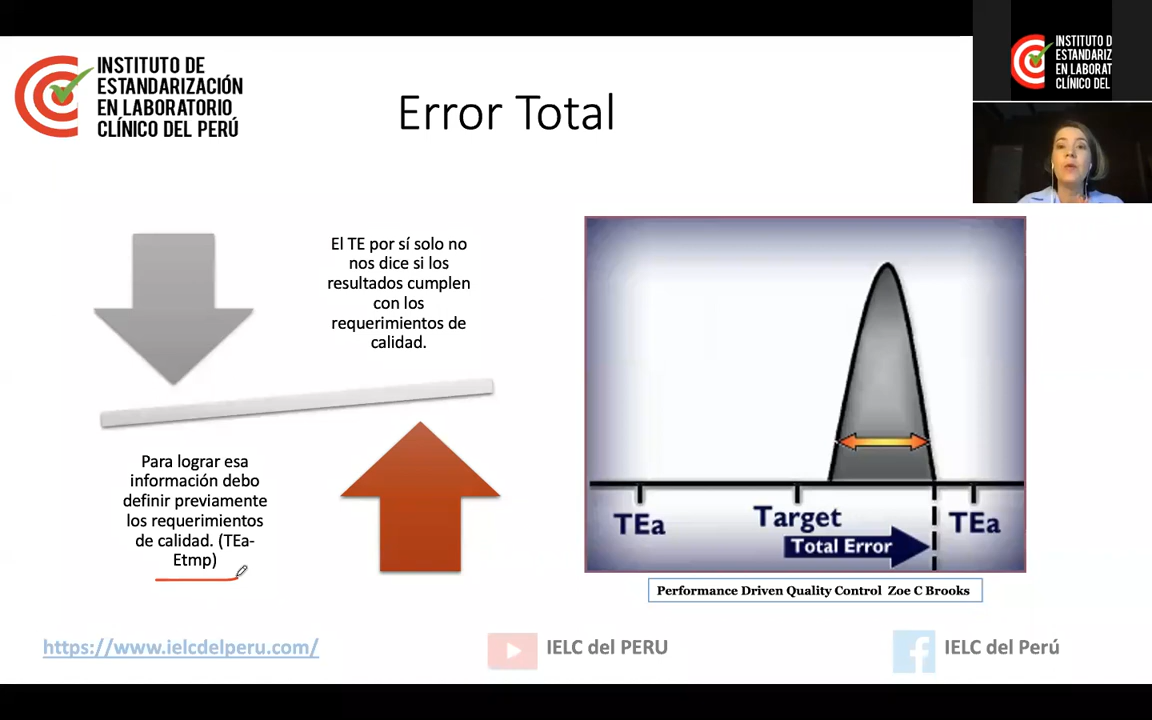 INSTITUTO DE
ESTANDARIZACIÓN
EN LABORATORIO
CLÍNICO DEL PERÚ
Error Total
INSTITUTO D
ESTANDARIZ
EN LABORAT
CLÍNICO DEL
El TE por sí solo no
nos dice si los
resultados cumplen
con los
requerimientos de
calidad.
Para lograr esa
información debo
definir previamente
los requerimientos
de calidad. (TEa-
Etmp)
TEa
Target
TEa
Total Error
Performance Driven Quality Control Zoe C Brooks
https://www.ielcdelperu.com/
IELC del PERU
IELC del Perú